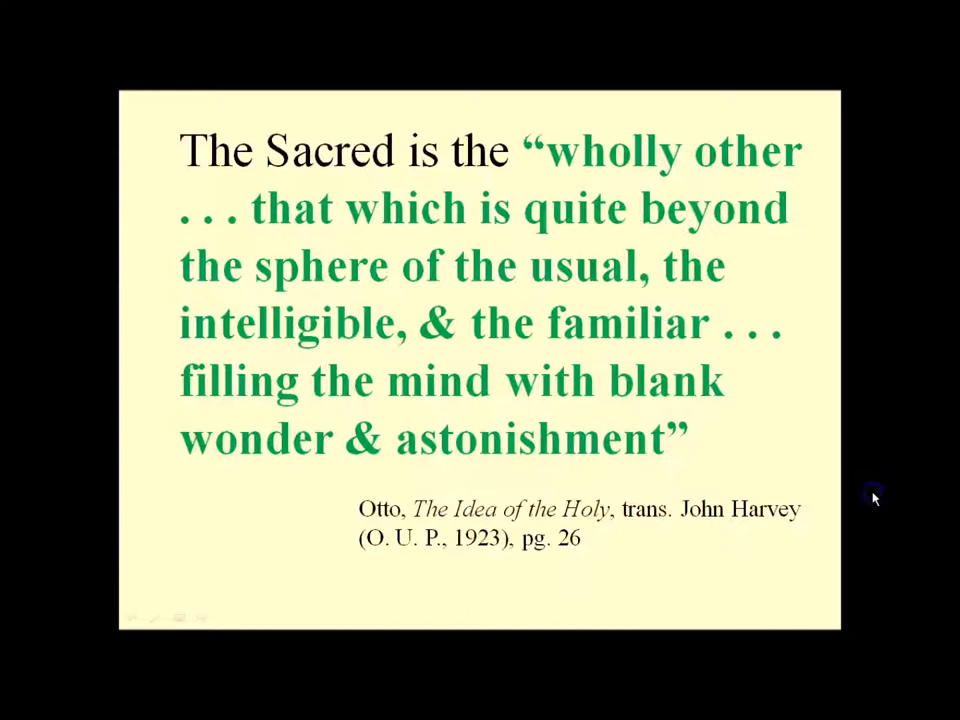 The Sacred is the “wholly other
. . . that which is quite beyond
the sphere of the usual, the
intelligible, & the familiar . . .
filling the mind with blank
wonder & astonishment”
Otto, The Idea of the Holy, trans. John Harvey
(O. U. P., 1923), pg. 26